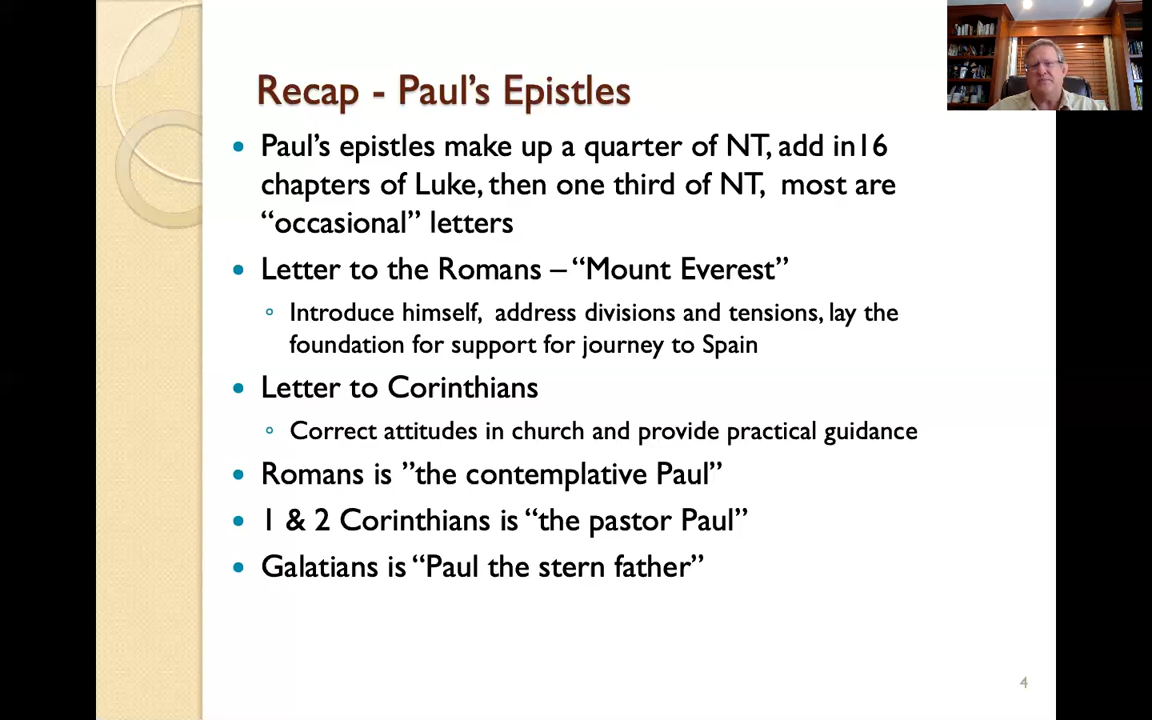 Recap - Paul's Epistles
• Paul's epistles make up a quarter of NT, add in16
chapters of Luke, then one third of NT,  most are
“occasional” letters
• Letter to the Romans – “Mount Everest”
◦ Introduce himself,  address divisions and tensions, lay the
foundation for support for journey to Spain
• Letter to Corinthians
◦ Correct attitudes in church and provide practical guidance
• Romans is ”the contemplative Paul”
• 1 & 2 Corinthians is “the pastor Paul”
• Galatians is “Paul the stern father”
4